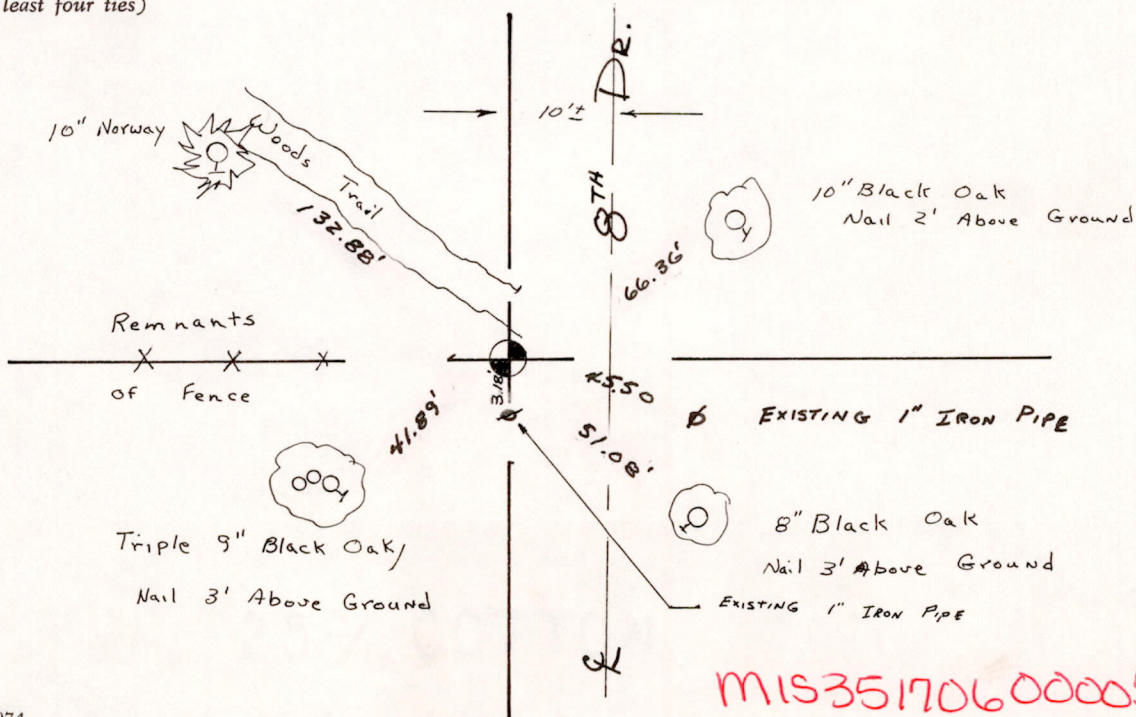 least four ties)
10" Norway
Woods Trail
10'±
8TH DR.
10" Black Oak
Nail 2' Above Ground
132.88'
66.36'
Remnants
of Fence
3.18'
45.50
ø EXISTING 1" IRON PIPE
41.89'
51.08'
Triple 9" Black Oak,
Nail 3' Above Ground
8" Black Oak
Nail 3' Above Ground
EXISTING 1" IRON PIPE
℄